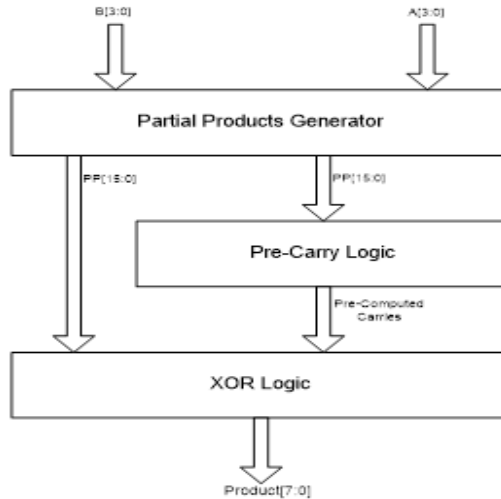 B[3:0]
A[3:0]
Partial Products Generator
PP[15:0]
PP[15:0]
Pre-Carry Logic
Pre-Computed
Carries
XOR Logic
Product[7:0]